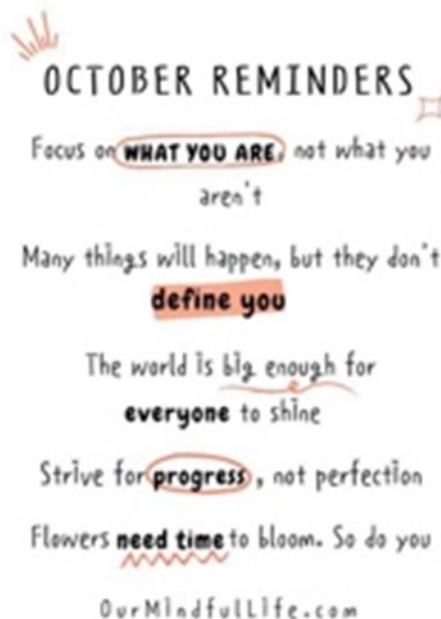 OCTOBER REMINDERS
Focus on WHAT YOU ARE, not what you
aren't
Many things will happen, but they don't
define you
The world is big enough for
everyone to shine
Strive for progress, not perfection
Flowers need time to bloom. So do you
OurMindfulLife.com